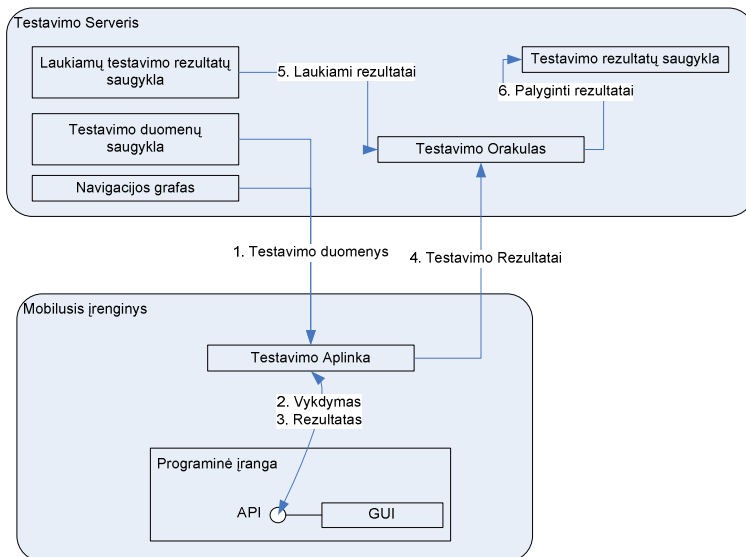 Testavimo Serveris
Laukiamų testavimo rezultatų
saugykla
5. Laukiami rezultatai
Testavimo rezultatų saugykla
6. Palyginti rezultatai
Testavimo duomenų
saugykla
Testavimo Orakulas
Navigacijos grafas
1. Testavimo duomenys
4. Testavimo Rezultatai
Mobilusis įrenginys
Testavimo Aplinka
2. Vykdymas
3. Rezultatas
Programinė įranga
API
GUI